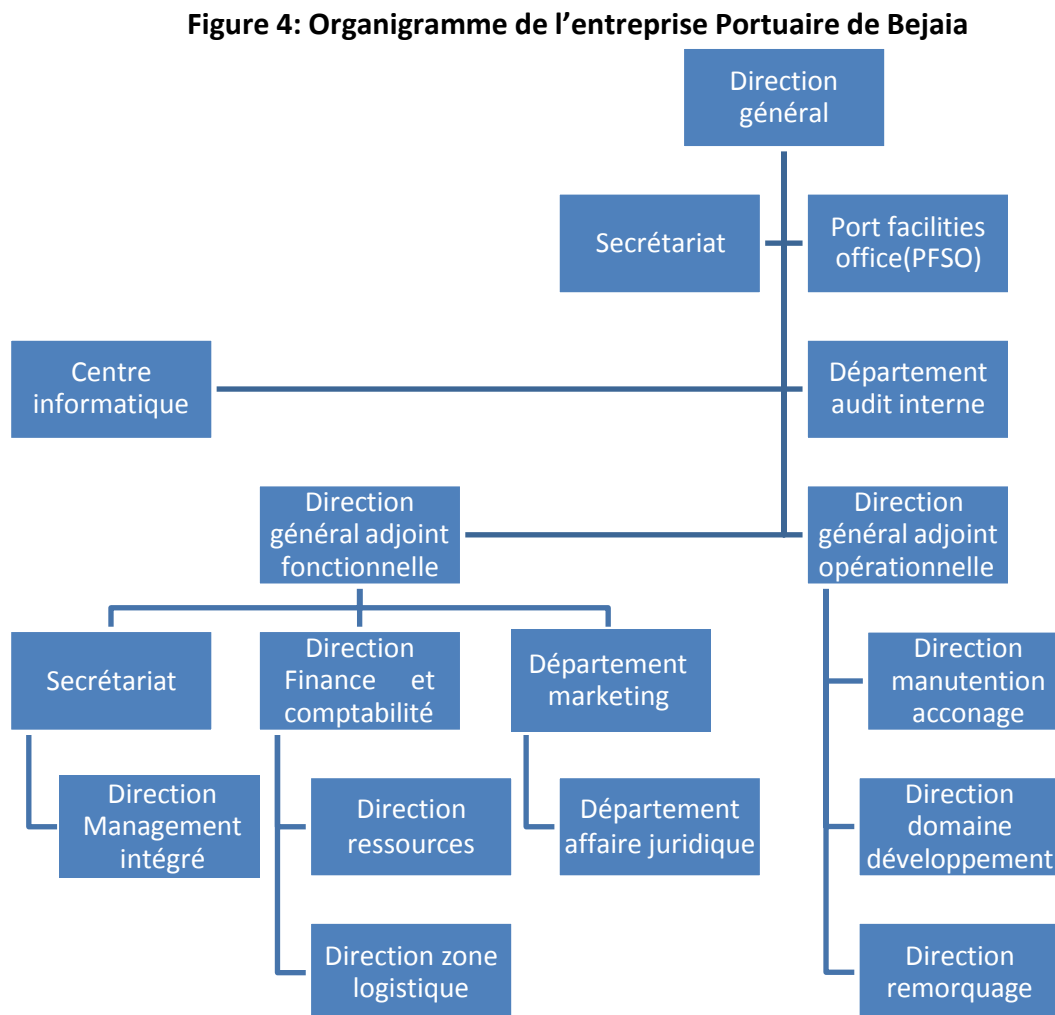 Figure 4: Organigramme de l’entreprise Portuaire de Bejaia
Direction
général
Secrétariat
Port facilities
office(PFSO)
Centre
informatique
Département
audit interne
Direction
général adjoint
fonctionnelle
Direction
général adjoint
opérationnelle
Secrétariat
Direction
Finance et
comptabilité
Département
marketing
Direction
manutention
acconage
Direction
Management
intégré
Direction
ressources
Département
affaire juridique
Direction
domaine
développement
Direction zone
logistique
Direction
remorquage